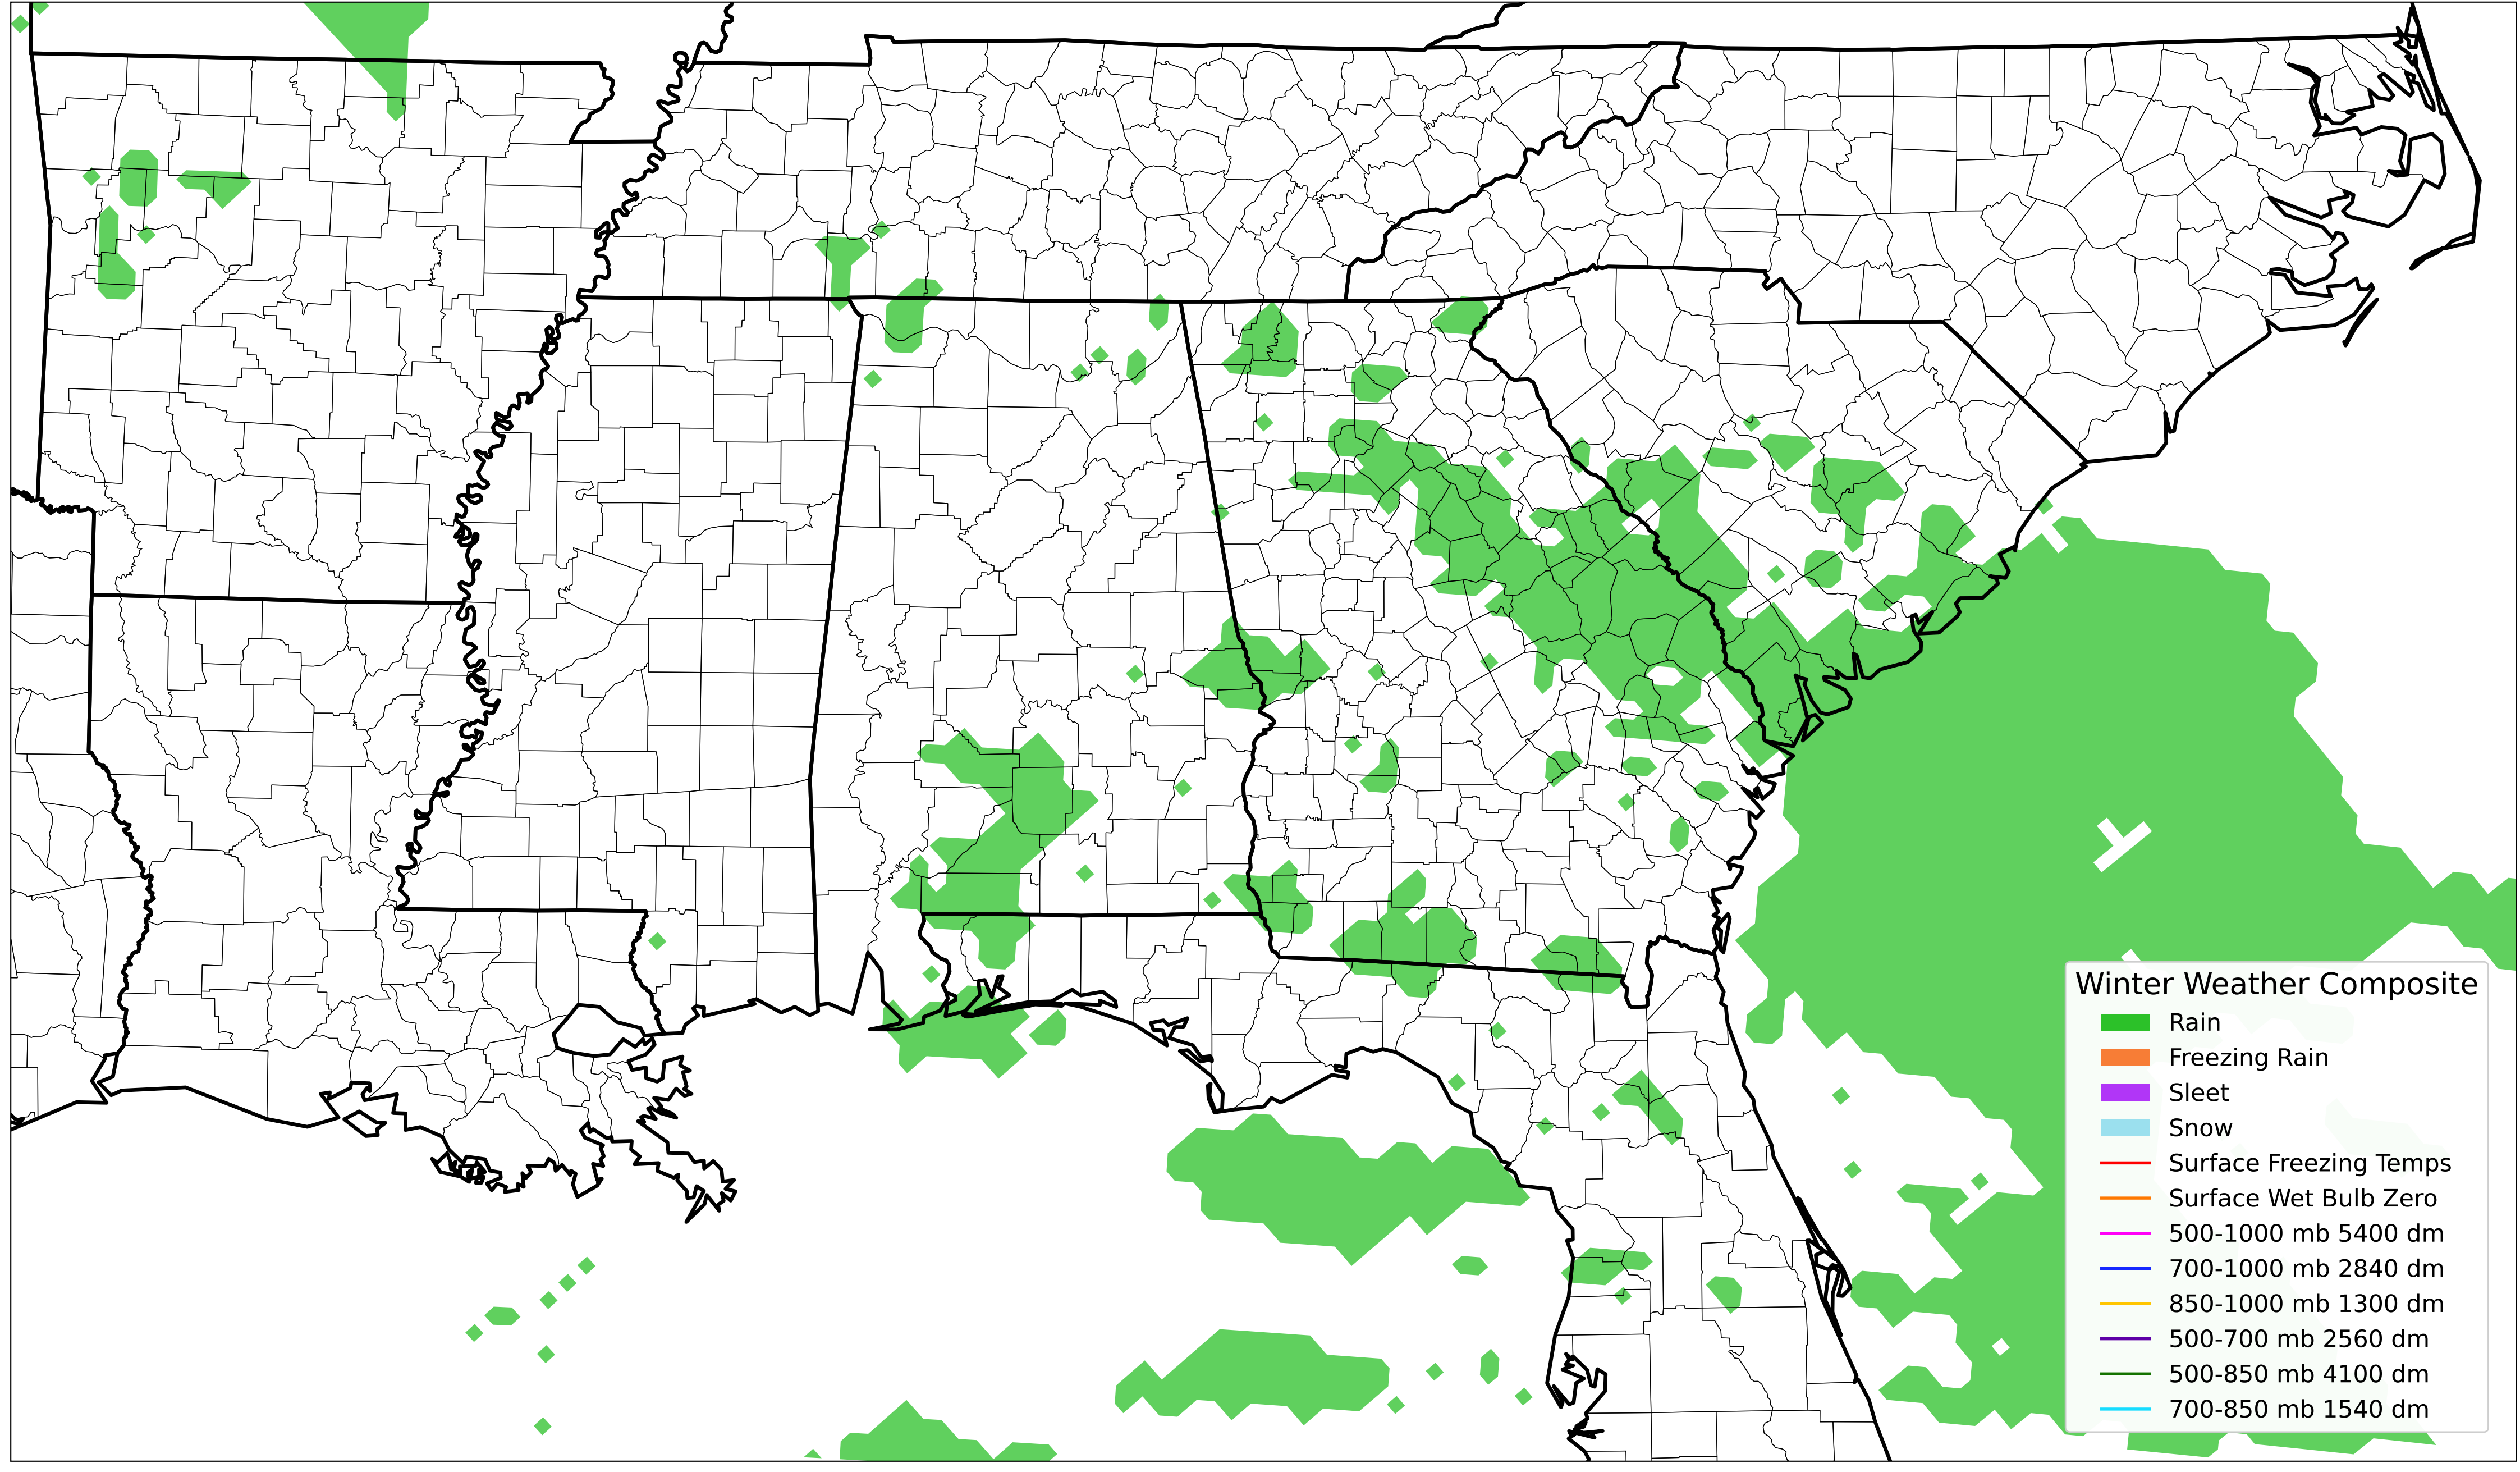 Winter Weather Composite
Rain
Freezing Rain
Sleet
Snow
Surface Freezing Temps
Surface Wet Bulb Zero
500-1000 mb 5400 dm
700-1000 mb 2840 dm
850-1000 mb 1300 dm
500-700 mb 2560 dm
500-850 mb 4100 dm
700-850 mb 1540 dm